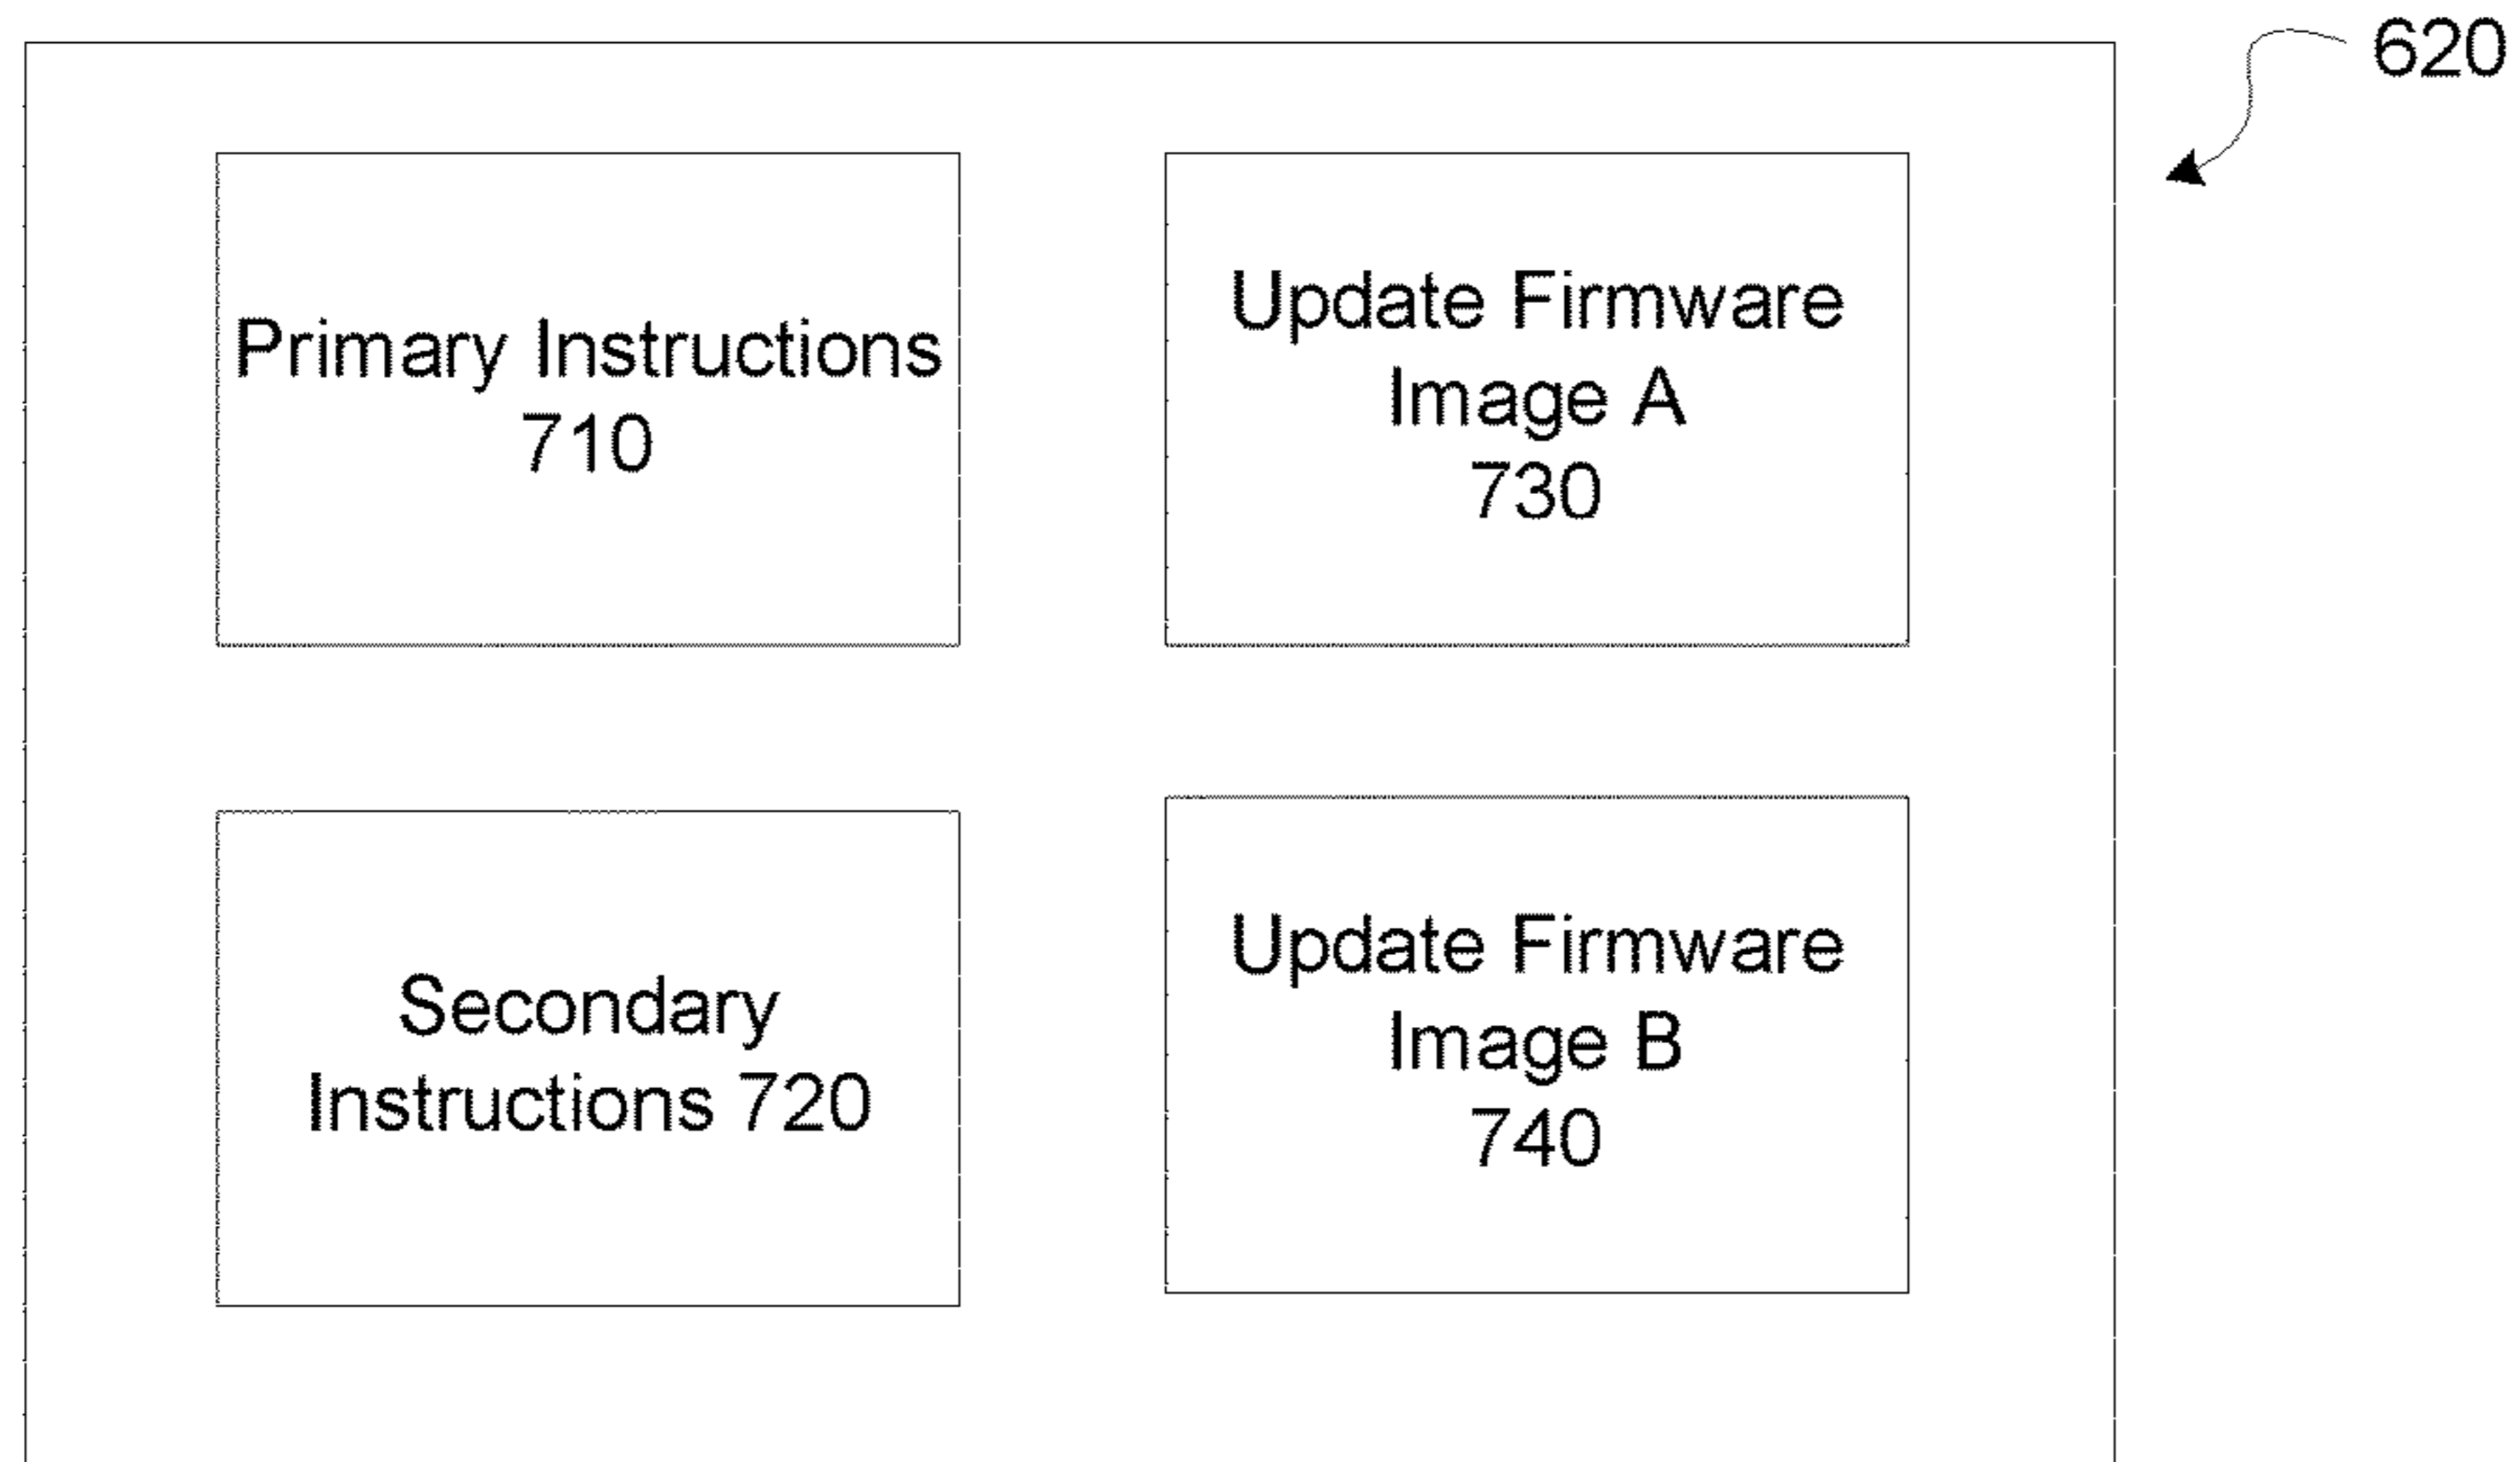 620
Primary Instructions
710
Update Firmware
Image A
730
Secondary
Instructions 720
Update Firmware
Image B
740